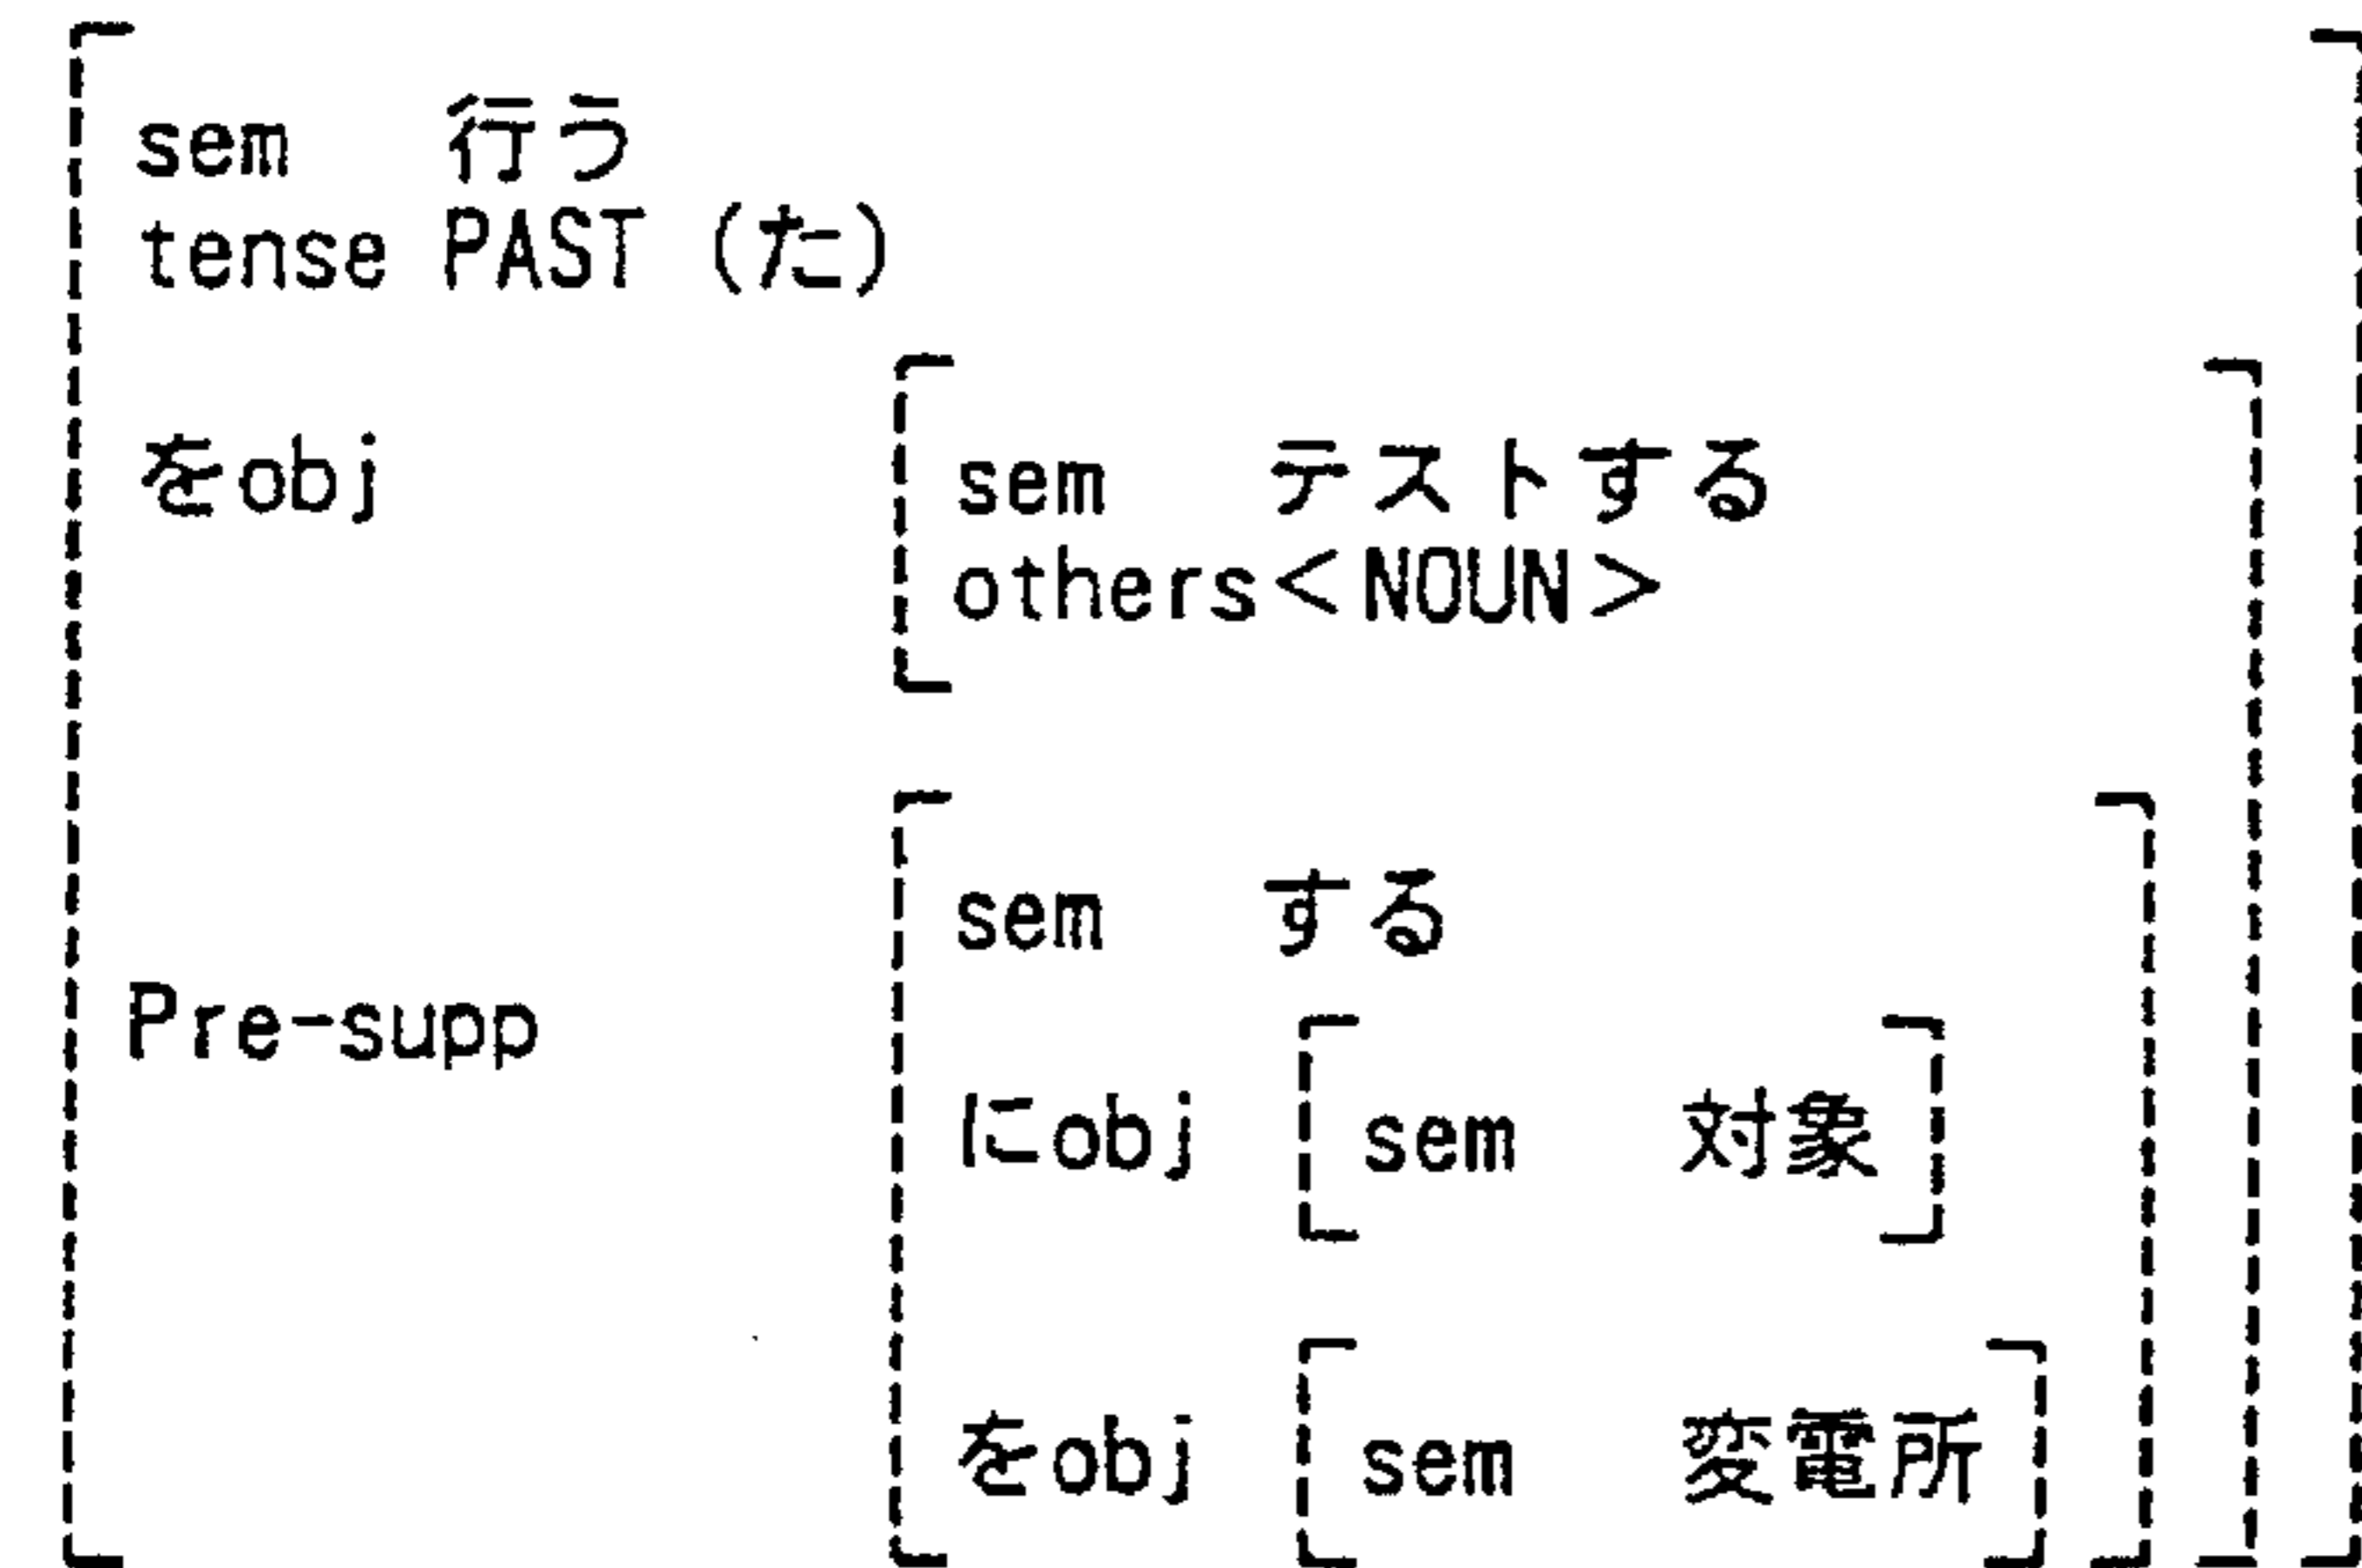 sem 行う
tense PAST (た)
をobj
sem テストする
others<NOUN>
Pre-supp
sem する
にobj sem 対象
をobj sem 変電所